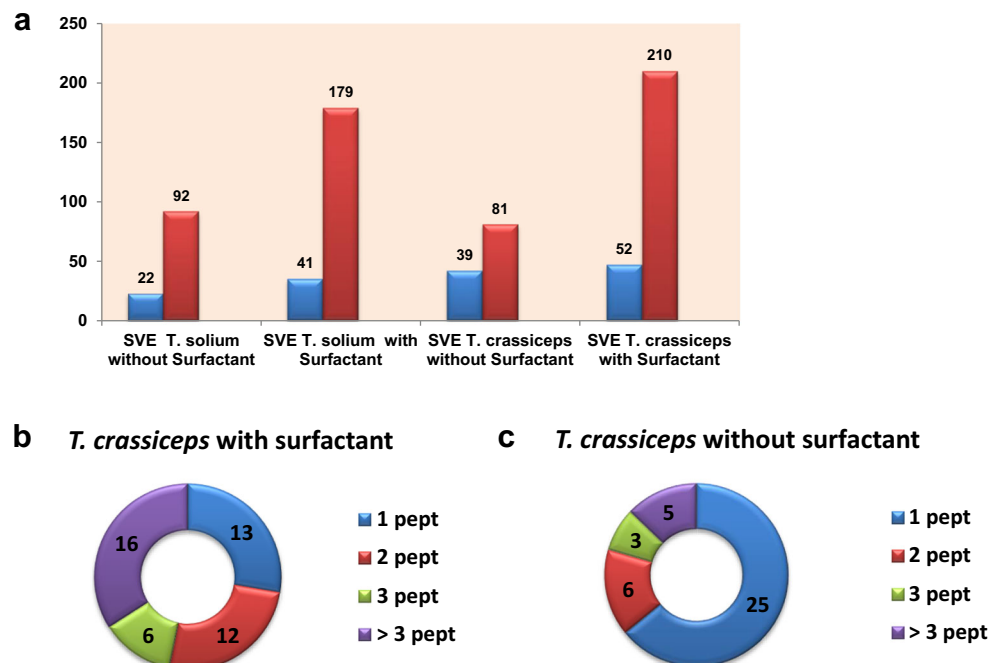 a
250
200
150
100
50
0
22
92
41
179
39
81
52
210
SVE T. solium
without Surfactant
SVE T. solium with
Surfactant
SVE T. crassiceps
without Surfactant
SVE T. crassiceps
with Surfactant
b T. crassiceps with surfactant
13
12
6
16
1 pept
2 pept
3 pept
> 3 pept
c T. crassiceps without surfactant
25
6
3
5
1 pept
2 pept
3 pept
> 3 pept